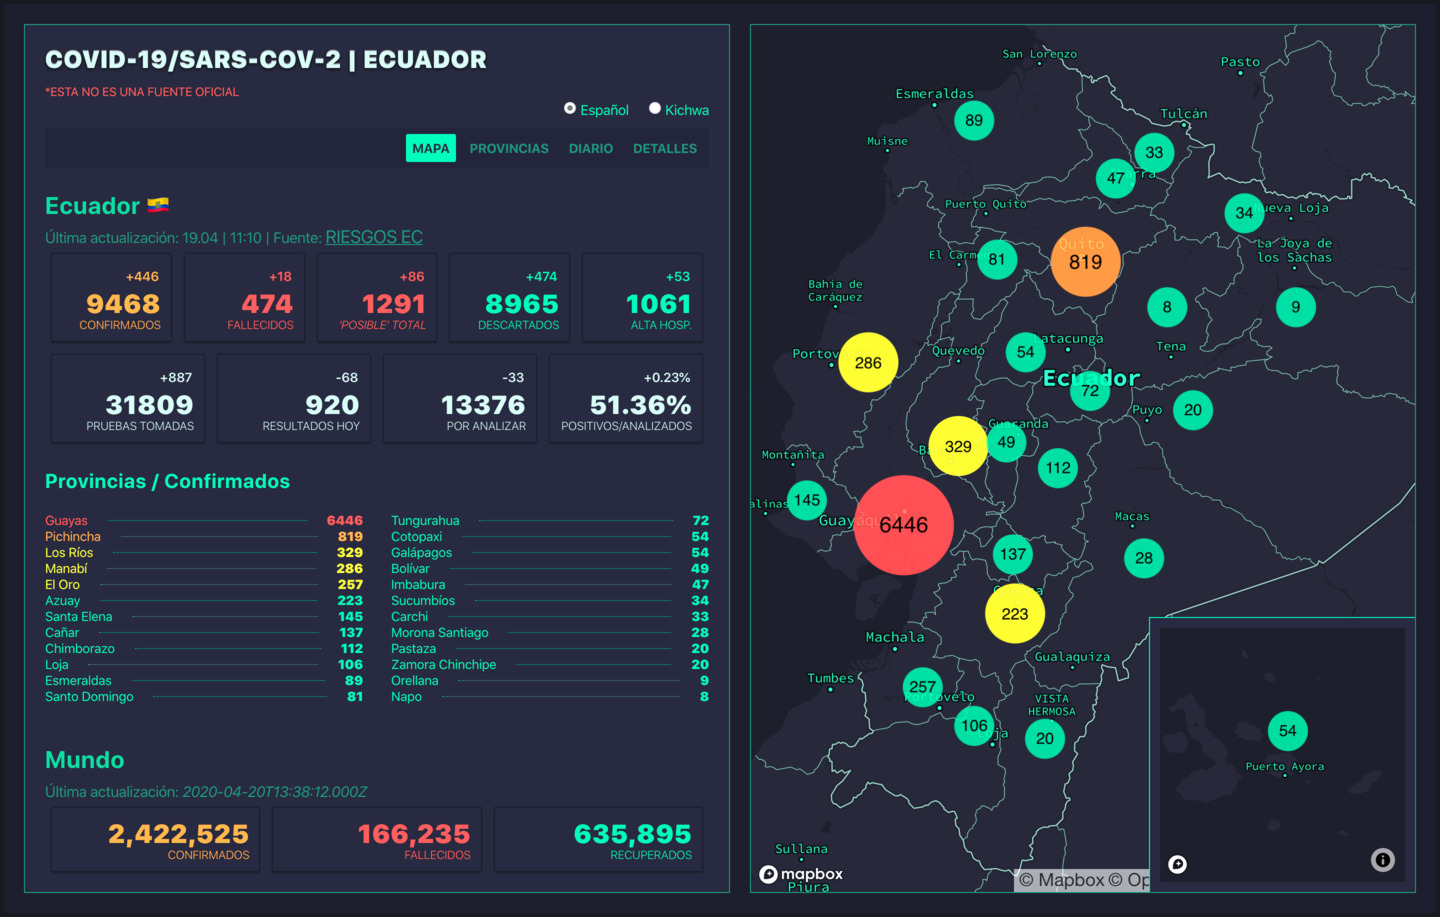 COVID-19/SARS-COV-2 | ECUADOR
*ESTA NO ES UNA FUENTE OFICIAL
Español Kichwa
MAPA PROVINCIAS DIARIO DETALLES
Ecuador
Última actualización: 19.04 | 11:10 | Fuente: RIESGOS EC
+446
9468
CONFIRMADOS
+18
474
FALLECIDOS
+86
1291
'POSIBLE' TOTAL
+474
8965
DESCARTADOS
+53
1061
ALTA HOSP.
+887
31809
PRUEBAS TOMADAS
-68
920
RESULTADOS HOY
-33
13376
POR ANALIZAR
+0.23%
51.36%
POSITIVOS/ANALIZADOS
Provincias / Confirmados
Guayas 6446
Pichincha 819
Los Ríos 329
Manabí 286
El Oro 257
Azuay 223
Santa Elena 145
Cañar 137
Chimborazo 112
Loja 106
Esmeraldas 89
Santo Domingo 81
Tungurahua 72
Cotopaxi 54
Galápagos 54
Bolívar 49
Imbabura 47
Sucumbíos 34
Carchi 33
Morona Santiago 28
Pastaza 20
Zamora Chinchipe 20
Orellana 9
Napo 8
Mundo
Última actualización: 2020-04-20T13:38:12.000Z
2,422,525
CONFIRMADOS
166,235
FALLECIDOS
635,895
RECUPERADOS
San Lorenzo
Pasto
Esmeraldas
89
Tulcán
Muisne
33
47
Puerto Quito
34
Nueva Loja
Quito
819
El Carmen
81
La Joya de
los Sachas
Bahía de
Caráquez
8
9
Portov
286
Quevedo
54
Latacunga
Tena
Ecuador
72
Puyo
20
Guaranda
329
49
Montañita
112
alinas
145
Guayaquil
6446
Macas
137
28
223
Machala
Gualaquiza
Tumbes
257
Portovelo
VISTA
HERMOSA
106
Loja
20
54
Puerto Ayora
Sullana
mapbox
Piura
© Mapbox © Op